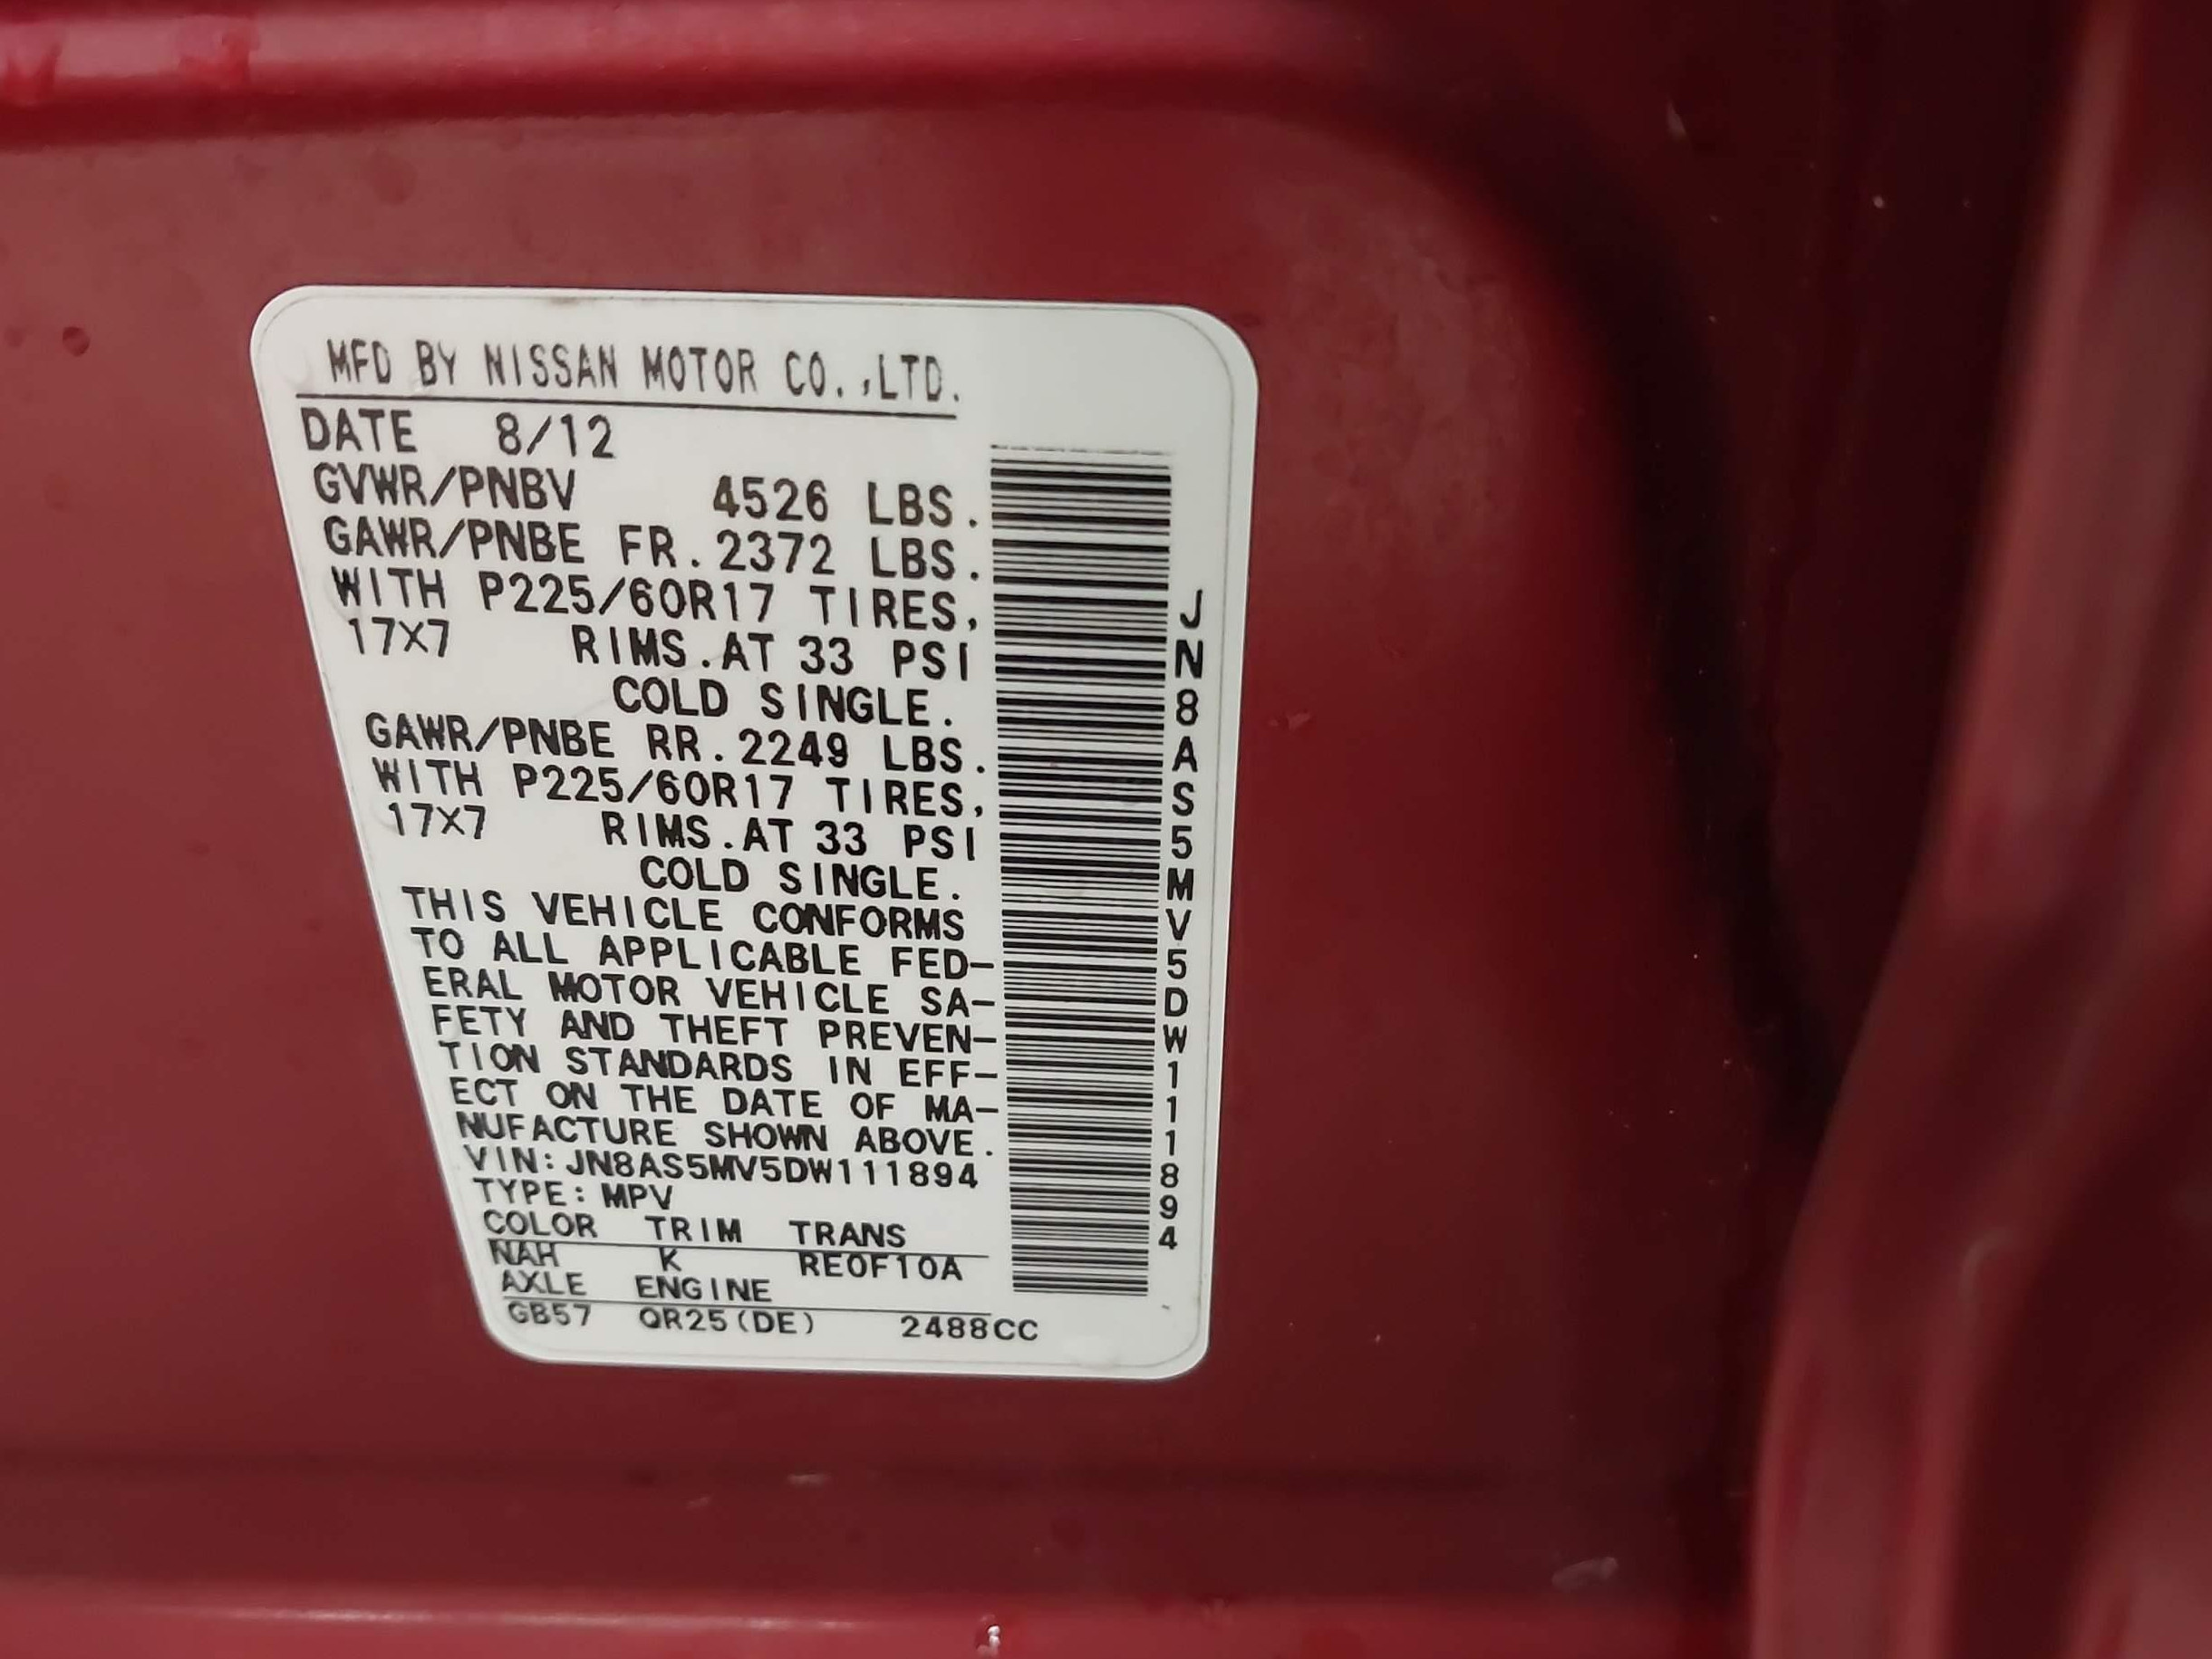 MFD BY NISSAN MOTOR CO.,LTD.
DATE 8/12
GVWR/PNBV 4526 LBS.
GAWR/PNBE FR.2372 LBS.
WITH P225/60R17 TIRES,
17X7 RIMS.AT 33 PSI
COLD SINGLE.
GAWR/PNBE RR.2249 LBS.
WITH P225/60R17 TIRES,
17X7 RIMS.AT 33 PSI
COLD SINGLE.
THIS VEHICLE CONFORMS
TO ALL APPLICABLE FED-
ERAL MOTOR VEHICLE SA-
FETY AND THEFT PREVEN-
TION STANDARDS IN EFF-
ECT ON THE DATE OF MA-
NUFACTURE SHOWN ABOVE.
VIN:JN8AS5MV5DW111894
TYPE:MPV
COLOR TRIM TRANS
NAH K RE0F10A
AXLE ENGINE
GB57 QR25(DE) 2488CC
JN8AS5MV5DW111894